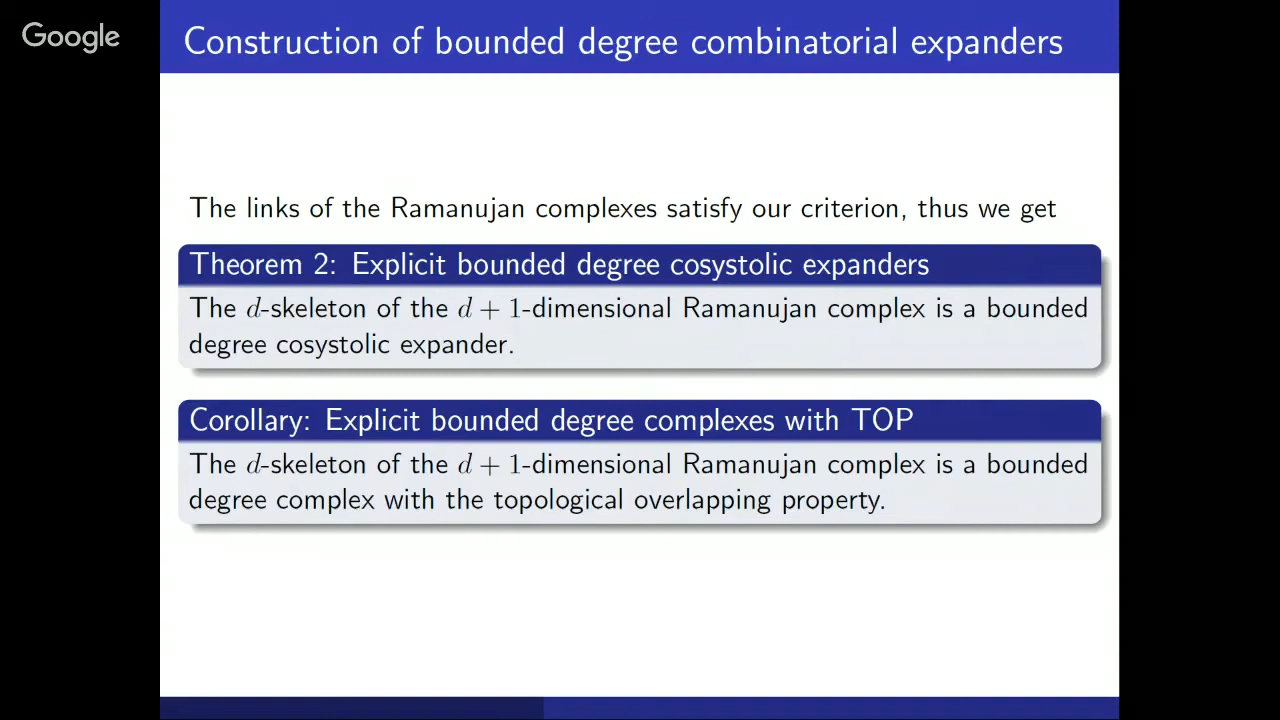 Google
Construction of bounded degree combinatorial expanders
The links of the Ramanujan complexes satisfy our criterion, thus we get
Theorem 2: Explicit bounded degree cosystolic expanders
The d-skeleton of the d + 1-dimensional Ramanujan complex is a bounded
degree cosystolic expander.
Corollary: Explicit bounded degree complexes with TOP
The d-skeleton of the d + 1-dimensional Ramanujan complex is a bounded
degree complex with the topological overlapping property.